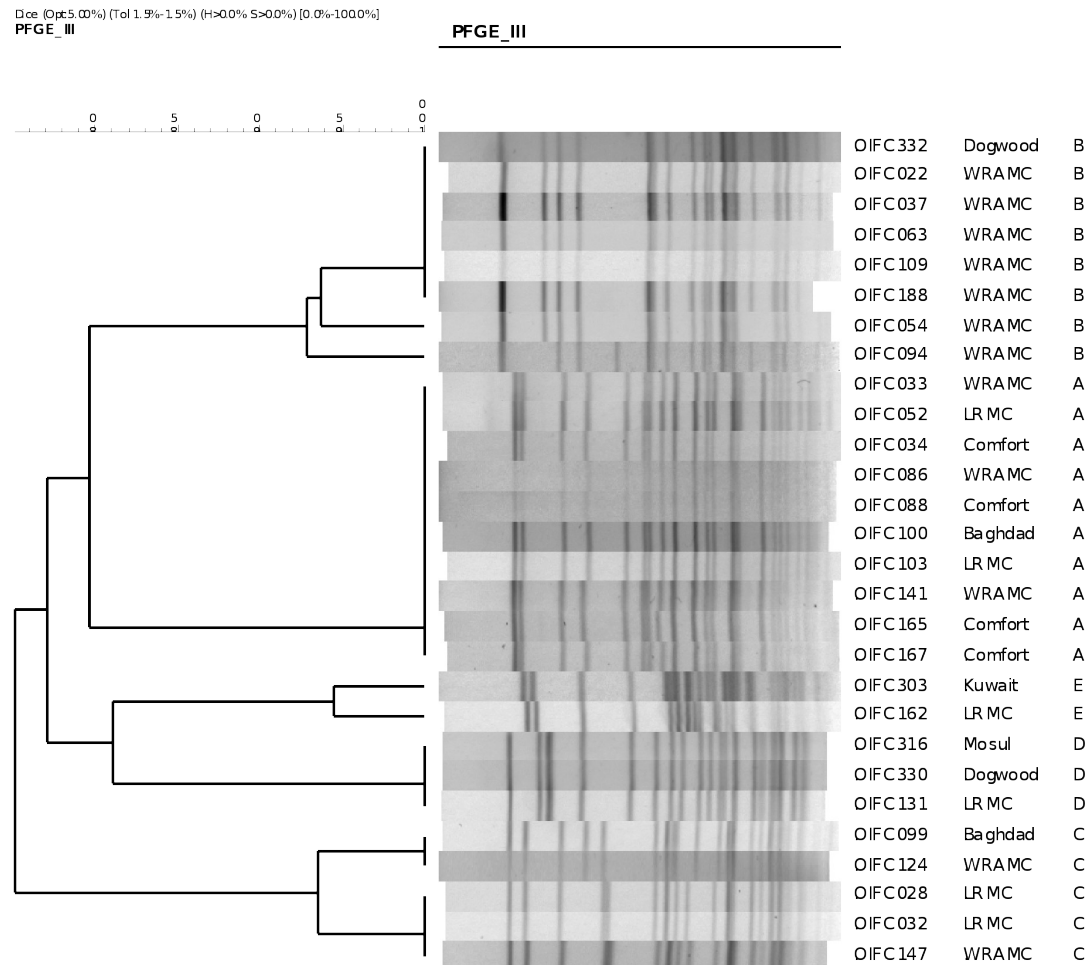 Dice (Opt:5.00%) (Tol 1.5%-1.5%) (H>0.0% S>0.0%) [0.0%-100.0%]
PFGE_III
PFGE_III
OIFC332 Dogwood B
OIFC022 WRAMC B
OIFC037 WRAMC B
OIFC063 WRAMC B
OIFC109 WRAMC B
OIFC188 WRAMC B
OIFC054 WRAMC B
OIFC094 WRAMC B
OIFC033 WRAMC A
OIFC052 LRMC A
OIFC034 Comfort A
OIFC086 WRAMC A
OIFC088 Comfort A
OIFC100 Baghdad A
OIFC103 LRMC A
OIFC141 WRAMC A
OIFC165 Comfort A
OIFC167 Comfort A
OIFC303 Kuwait E
OIFC162 LRMC E
OIFC316 Mosul D
OIFC330 Dogwood D
OIFC131 LRMC D
OIFC099 Baghdad C
OIFC124 WRAMC C
OIFC028 LRMC C
OIFC032 LRMC C
OIFC147 WRAMC C